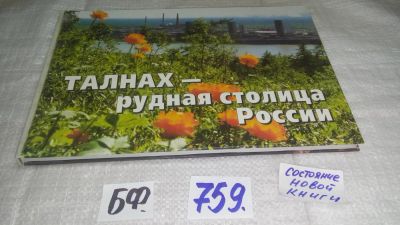 ТАЛНАХ —
рудная столица
России
БФ.
759.
СОСТОЯНИЕ
НОВОЙ
КНИГИ